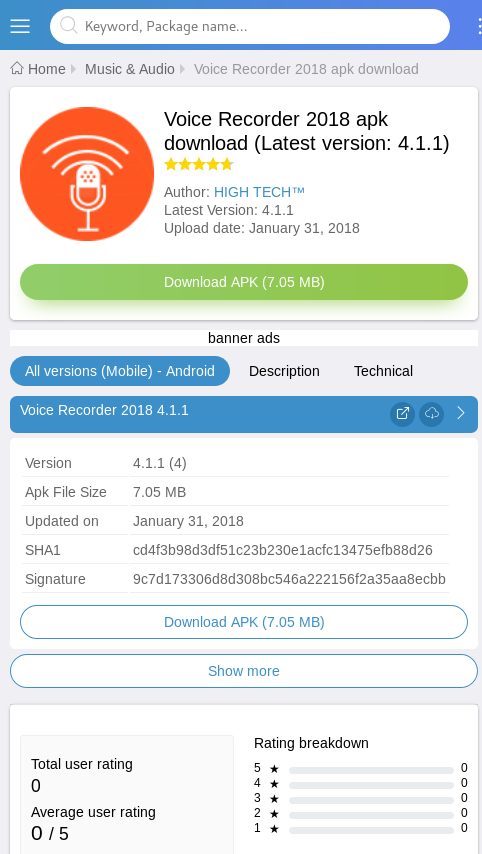 Keyword, Package name...
Home Music & Audio Voice Recorder 2018 apk download
Voice Recorder 2018 apk
download (Latest version: 4.1.1)
Author: HIGH TECH™
Latest Version: 4.1.1
Upload date: January 31, 2018
Download APK (7.05 MB)
banner ads
All versions (Mobile) - Android Description Technical
Voice Recorder 2018 4.1.1
Version 4.1.1 (4)
Apk File Size 7.05 MB
Updated on January 31, 2018
SHA1 cd4f3b98d3df51c23b230e1acfc13475efb88d26
Signature 9c7d173306d8d308bc546a222156f2a35aa8ecbb
Download APK (7.05 MB)
Show more
Total user rating
0
Average user rating
0 / 5
Rating breakdown
5 ★ 0
4 ★ 0
3 ★ 0
2 ★ 0
1 ★ 0